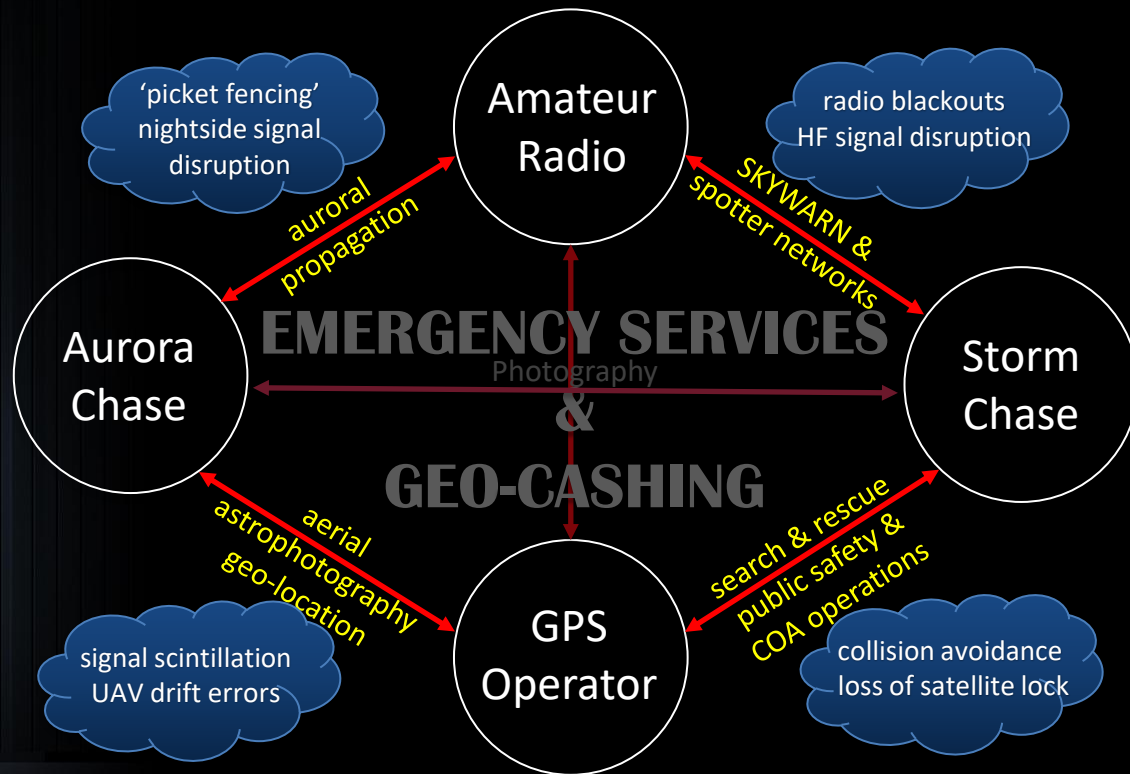 ‘picket fencing’
nightside signal
disruption
Amateur
Radio
radio blackouts
HF signal disruption
auroral
propagation
SKYWARN &
spotter networks
Aurora
Chase
EMERGENCY SERVICES
Photography
&
GEO-CASHING
Storm
Chase
aerial
astrophotography
geo-location
search & rescue
public safety &
COA operations
signal scintillation
UAV drift errors
GPS
Operator
collision avoidance
loss of satellite lock